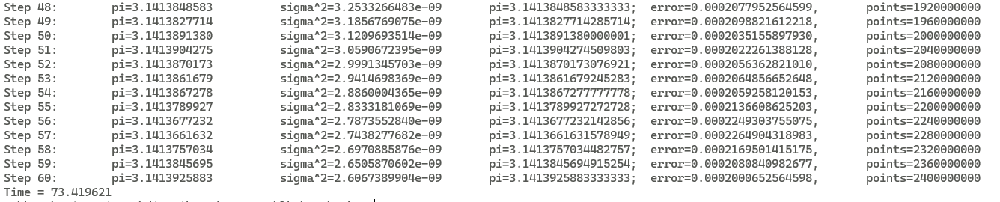 Step 48: pi=3.1413848583 sigma^2=3.2533266483e-09 pi=3.1413848583333333; error=0.0002077952564599, points=1920000000
Step 49: pi=3.1413827714 sigma^2=3.1856769075e-09 pi=3.1413827714285714; error=0.0002098821612218, points=1960000000
Step 50: pi=3.1413891380 sigma^2=3.1209693514e-09 pi=3.1413891380000001; error=0.0002035155897930, points=2000000000
Step 51: pi=3.1413904275 sigma^2=3.0590672395e-09 pi=3.1413904274509803; error=0.0002022261388128, points=2040000000
Step 52: pi=3.1413870173 sigma^2=2.9991345703e-09 pi=3.1413870173076921; error=0.0002056362821010, points=2080000000
Step 53: pi=3.1413861679 sigma^2=2.9414698369e-09 pi=3.1413861679245283; error=0.0002064856652648, points=2120000000
Step 54: pi=3.1413867278 sigma^2=2.8860004365e-09 pi=3.1413867277777778; error=0.0002059258120153, points=2160000000
Step 55: pi=3.1413789927 sigma^2=2.8333181069e-09 pi=3.1413789927272728; error=0.0002136608625203, points=2200000000
Step 56: pi=3.1413677232 sigma^2=2.7873552840e-09 pi=3.1413677232142856; error=0.0002249303755075, points=2240000000
Step 57: pi=3.1413661632 sigma^2=2.7438277682e-09 pi=3.1413661631578949; error=0.0002264904318983, points=2280000000
Step 58: pi=3.1413757034 sigma^2=2.6970885876e-09 pi=3.1413757034482757; error=0.0002169501415175, points=2320000000
Step 59: pi=3.1413845695 sigma^2=2.6505870602e-09 pi=3.1413845694915254; error=0.0002080840982677, points=2360000000
Step 60: pi=3.1413925883 sigma^2=2.6067389904e-09 pi=3.1413925883333333; error=0.0002000652564598, points=2400000000
Time = 73.419621